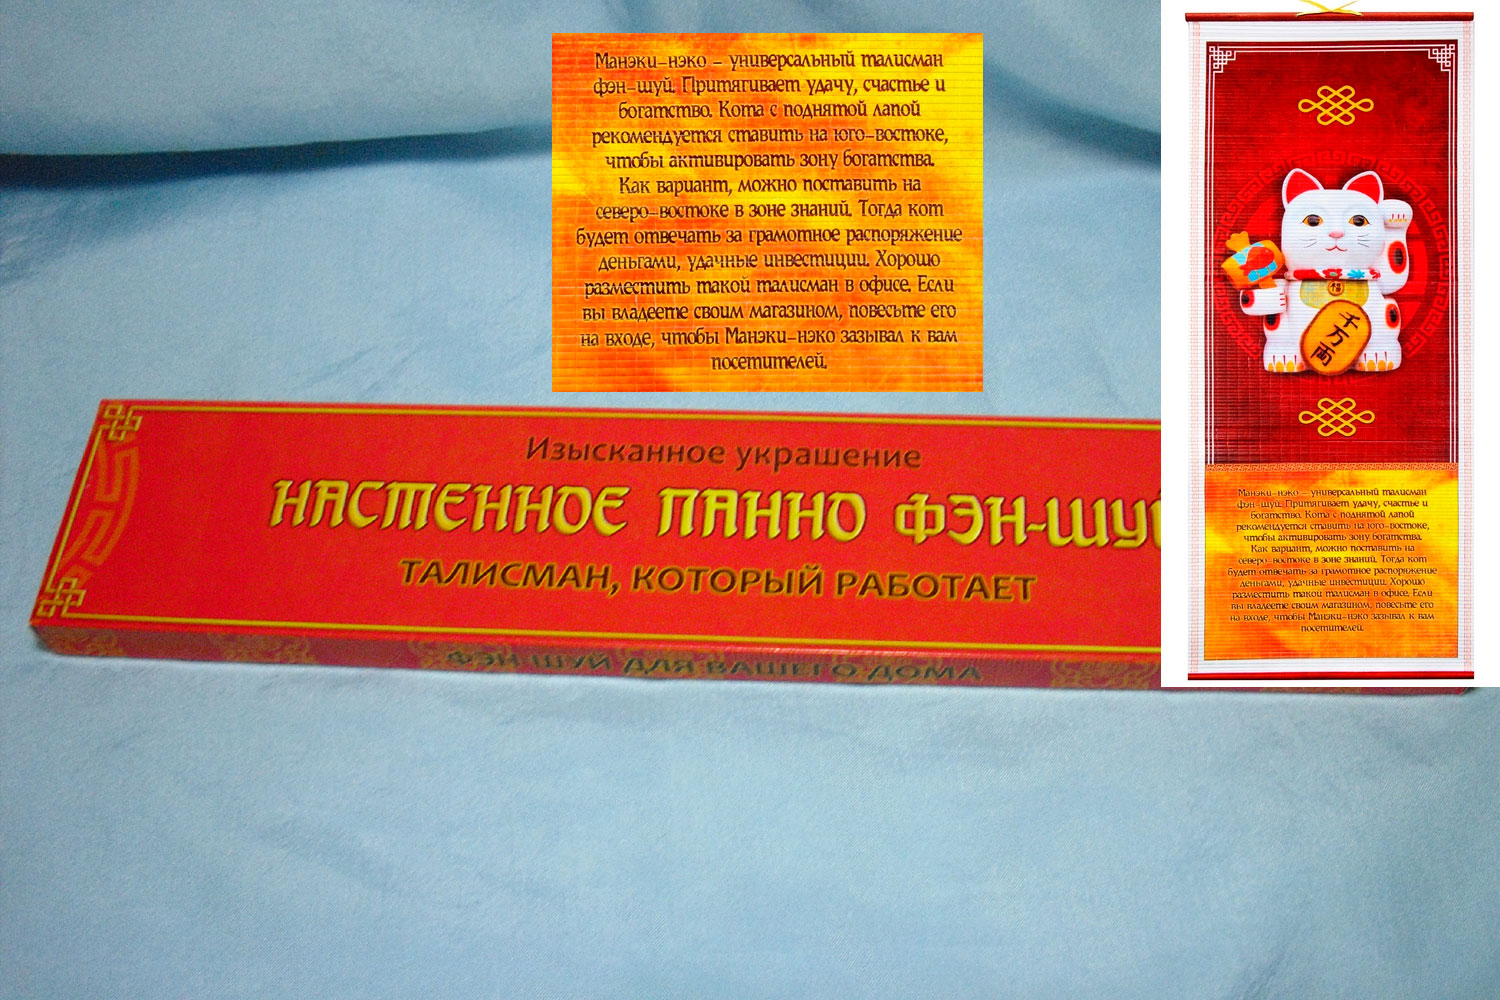 Манэки-нэко - универсальный талисман
фэн-шуй. Притягивает удачу, счастье и
богатство. Кота с поднятой лапой
рекомендуется ставить на юго-востоке,
чтобы активировать зону богатства.
Как вариант, можно поставить на
северо-востоке в зоне знаний. Тогда кот
будет отвечать за грамотное распоряжение
деньгами, удачные инвестиции. Хорошо
разместить такой талисман в офисе. Если
вы владеете своим магазином, повесьте его
на входе, чтобы Манэки-нэко зазывал к вам
посетителей.
Изысканное украшение
НАСТЕННОЕ ПАННО ФЭН-ШУЙ
ТАЛИСМАН, КОТОРЫЙ РАБОТАЕТ
ФЭН ШУЙ ДЛЯ ВАШЕГО ДОМА
福
千万両
Манэки-нэко - универсальный талисман
фэн-шуй. Притягивает удачу, счастье и
богатство. Кота с поднятой лапой
рекомендуется ставить на юго-востоке,
чтобы активировать зону богатства.
Как вариант, можно поставить на
северо-востоке в зоне знаний. Тогда кот
будет отвечать за грамотное распоряжение
деньгами, удачные инвестиции. Хорошо
разместить такой талисман в офисе. Если
вы владеете своим магазином, повесьте его
на входе, чтобы Манэки-нэко зазывал к вам
посетителей.